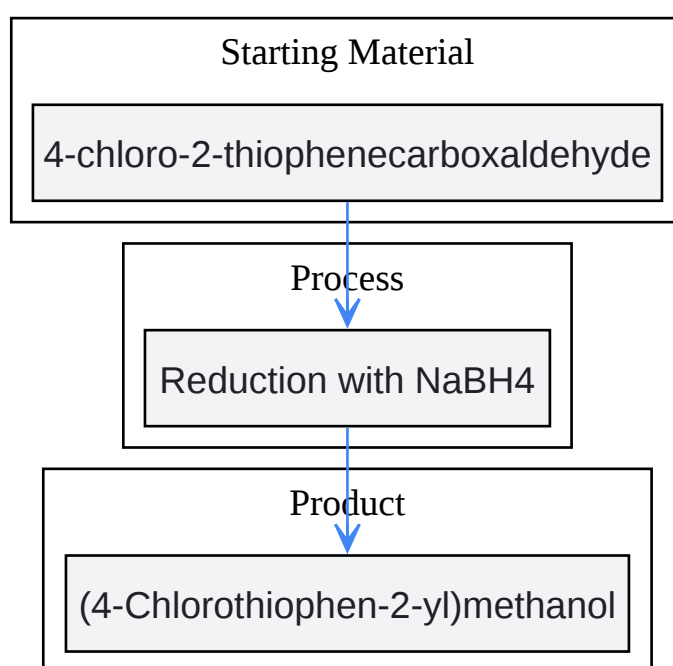 Starting Material
4-chloro-2-thiophenecarboxaldehyde
Process
Reduction with NaBH4
Product
(4-Chlorothiophen-2-yl)methanol